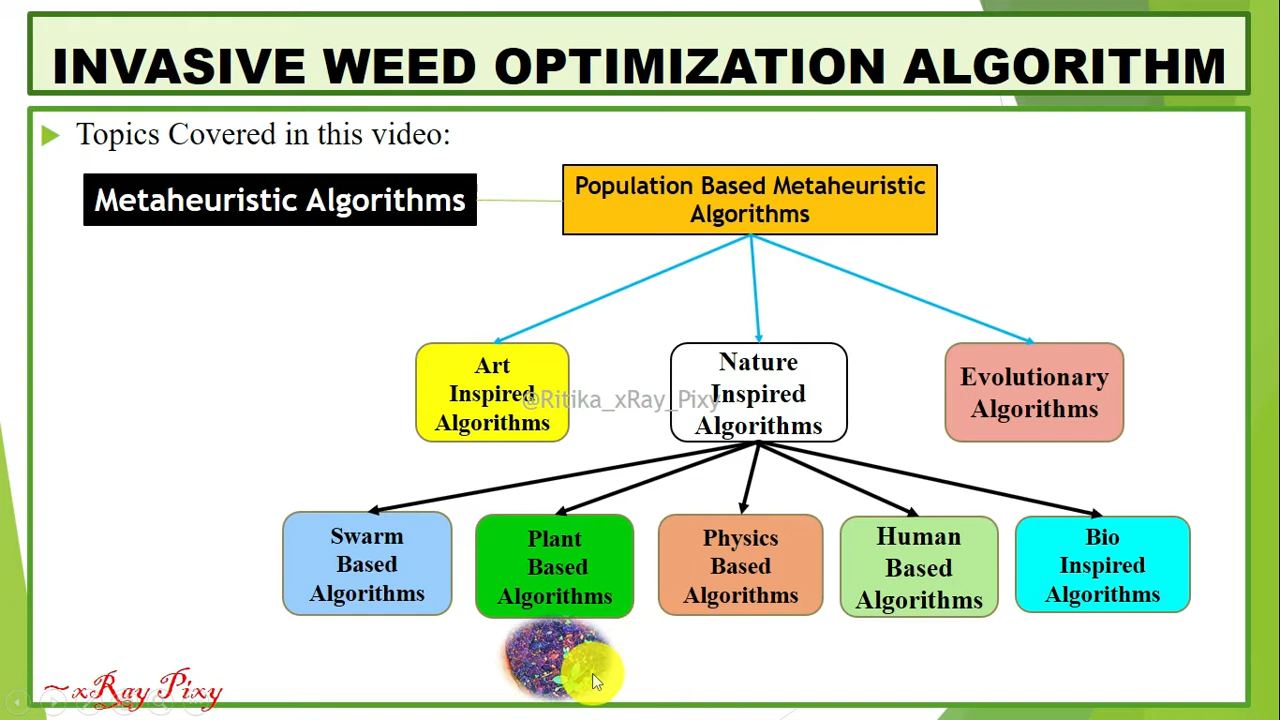 INVASIVE WEED OPTIMIZATION ALGORITHM
Topics Covered in this video:
Metaheuristic Algorithms
Population Based Metaheuristic
Algorithms
Art
Inspired
Algorithms
Nature
Inspired
Algorithms
Evolutionary
Algorithms
@Ritika_xRay_Pixy
Swarm
Based
Algorithms
Plant
Based
Algorithms
Physics
Based
Algorithms
Human
Based
Algorithms
Bio
Inspired
Algorithms
~xRay Pixy